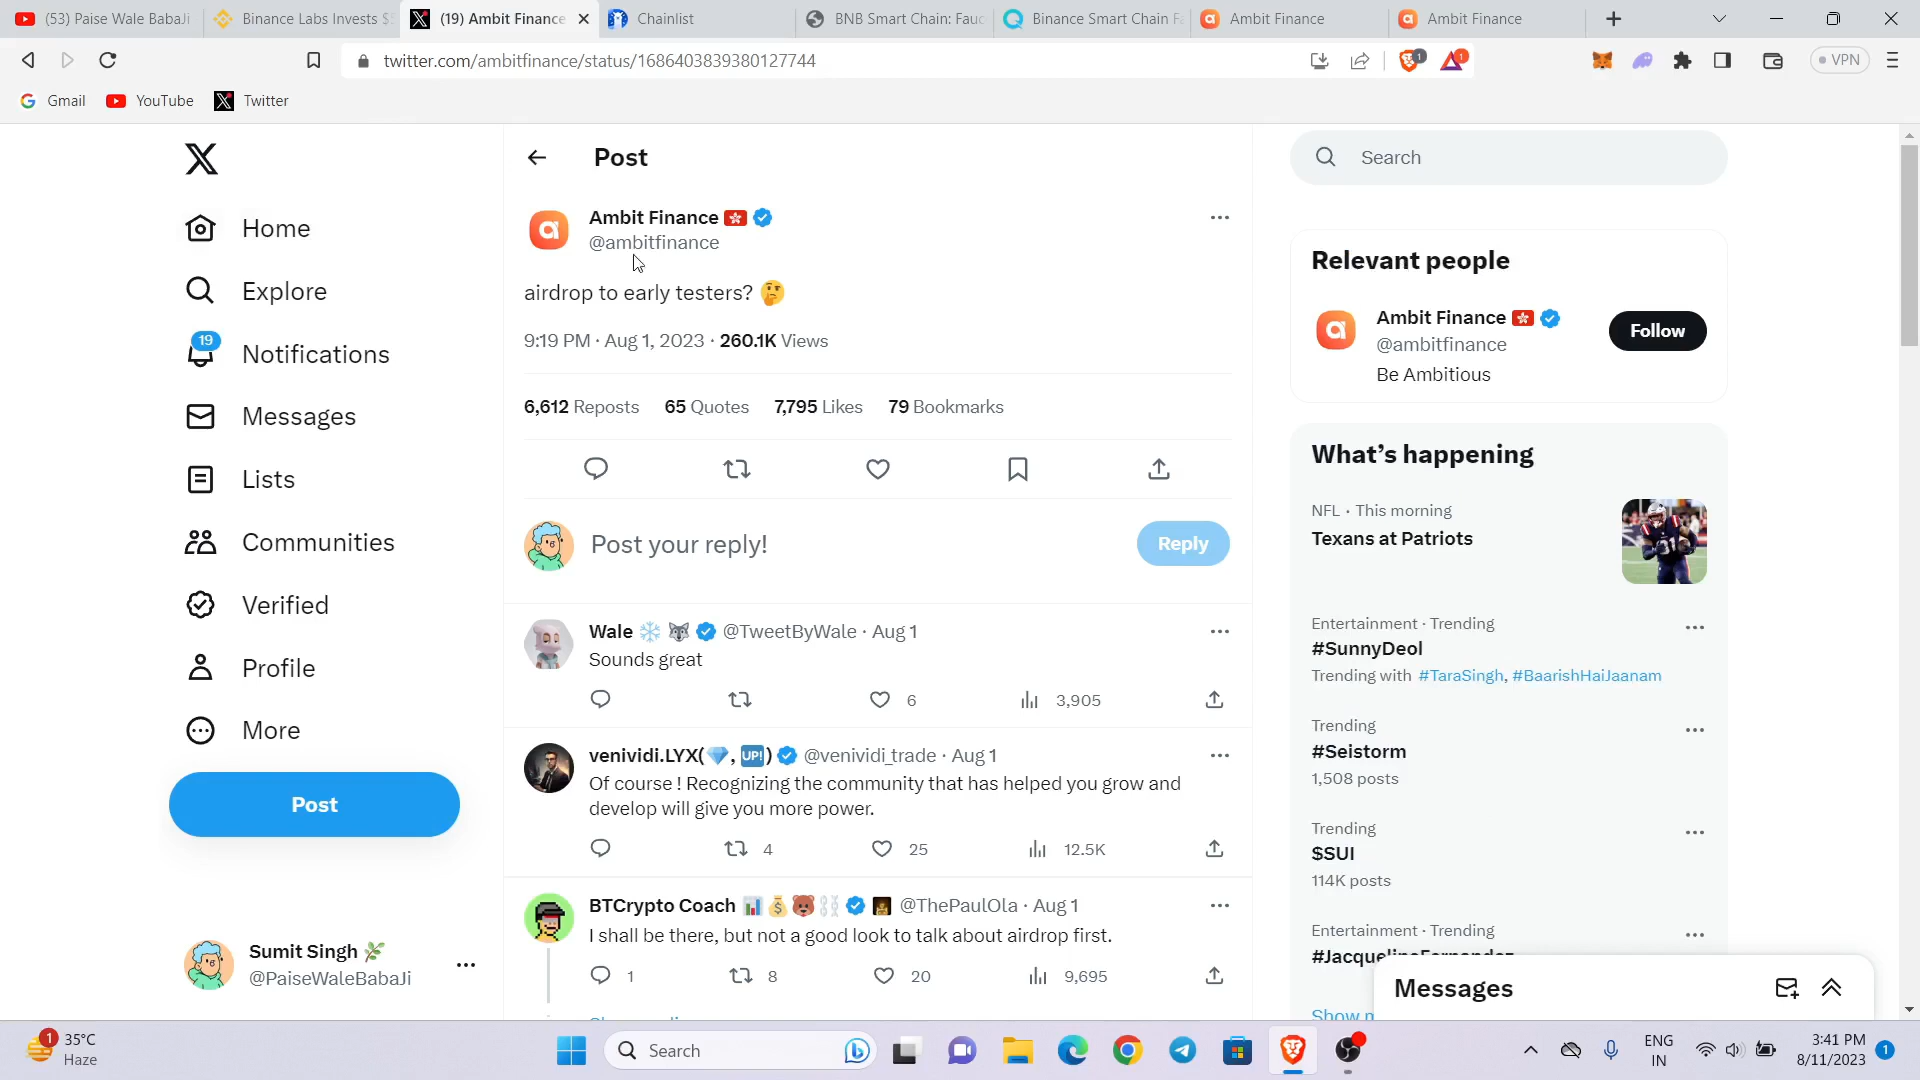 (53) Paise Wale BabaJi
Binance Labs Invests $
(19) Ambit Finance
Chainlist
BNB Smart Chain: Fauc
Binance Smart Chain Fa
Ambit Finance
Ambit Finance
twitter.com/ambitfinance/status/1686403839380127744
1
1
VPN
Gmail
YouTube
Twitter
Home
Explore
19
Notifications
Messages
Lists
Communities
Verified
Profile
More
Post
Sumit Singh
@PaiseWaleBabaJi
Post
Ambit Finance
@ambitfinance
airdrop to early testers? 🤔
9:19 PM · Aug 1, 2023 · 260.1K Views
6,612 Reposts 65 Quotes 7,795 Likes 79 Bookmarks
Post your reply!
Reply
Wale @TweetByWale · Aug 1
Sounds great
6
3,905
venividi.LYX(💎, UP!) @venividi_trade · Aug 1
Of course ! Recognizing the community that has helped you grow and
develop will give you more power.
4
25
12.5K
BTCrypto Coach @ThePaulOla · Aug 1
I shall be there, but not a good look to talk about airdrop first.
1
8
20
9,695
Search
Relevant people
Ambit Finance
@ambitfinance
Be Ambitious
Follow
What's happening
NFL · This morning
Texans at Patriots
Entertainment · Trending
#SunnyDeol
Trending with #TaraSingh, #BaarishHaiJaanam
Trending
#Seistorm
1,508 posts
Trending
$SUI
114K posts
Entertainment · Trending
Messages
1
35°C
Haze
Search
ENG
IN
3:41 PM
8/11/2023
1